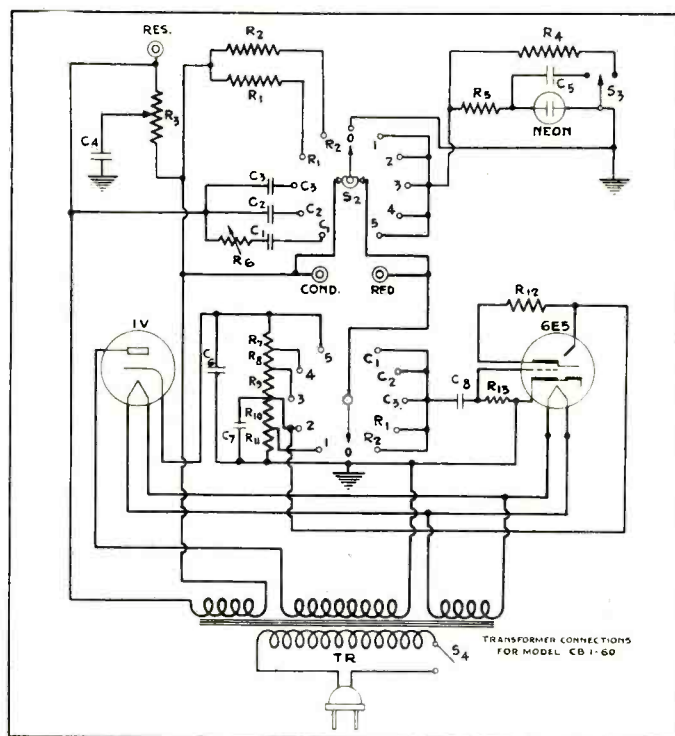 RES.
R2
R1
R3
C4
R2
R1
0
S2
1
2
3
4
5
R4
C5
R5
S3
NEON
C3
C3
C2
C2
C1
C1
R6
COND.
RED
1V
C6
R7
R8
R9
R10
R11
C7
5
4
3
2
1
0
C1
C2
C3
R1
R2
C8
R13
R12
6E5
TR
S4
TRANSFORMER CONNECTIONS
FOR MODEL CB 1-60